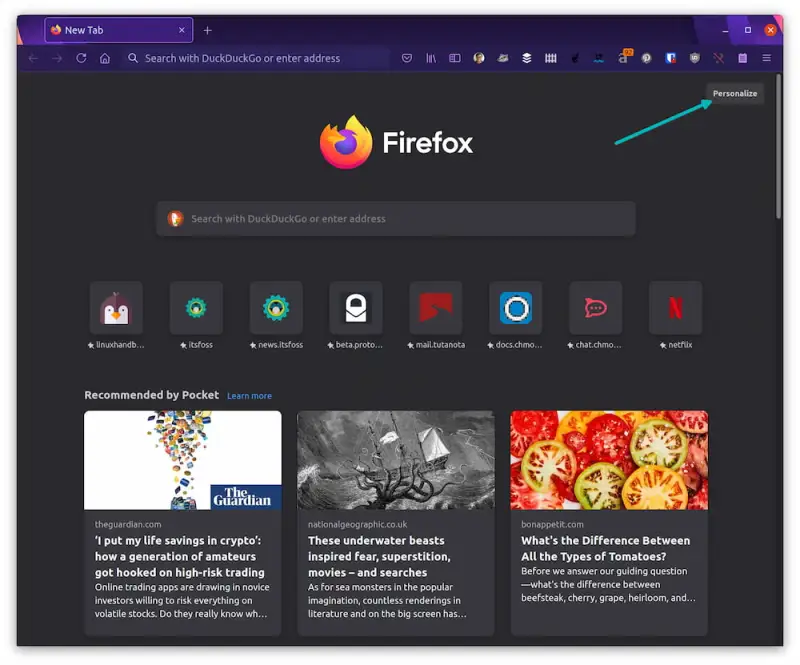 New Tab
Search with DuckDuckGo or enter address
92
Personalize
Firefox
Search with DuckDuckGo or enter address
linuxhandb...
itsfoss
news.itsfoss
beta.proto...
mail.tutanota
docs.chmo...
chat.chmo...
netflix
Recommended by Pocket
Learn more
The
Guardian
theguardian.com
‘I put my life savings in crypto’:
how a generation of amateurs
got hooked on high-risk trading
Online trading apps are drawing in novice
investors willing to risk everything on
volatile stocks. Do they really know wh...
nationalgeographic.co.uk
These underwater beasts
inspired fear, superstition,
movies – and searches
As for sea monsters in the popular
imagination, countless renderings in
literature and on the big screen has...
bonappetit.com
What's the Difference Between
All the Types of Tomatoes?
Before we answer our guiding question
—what's the difference between
beefsteak, cherry, grape, heirloom, and...